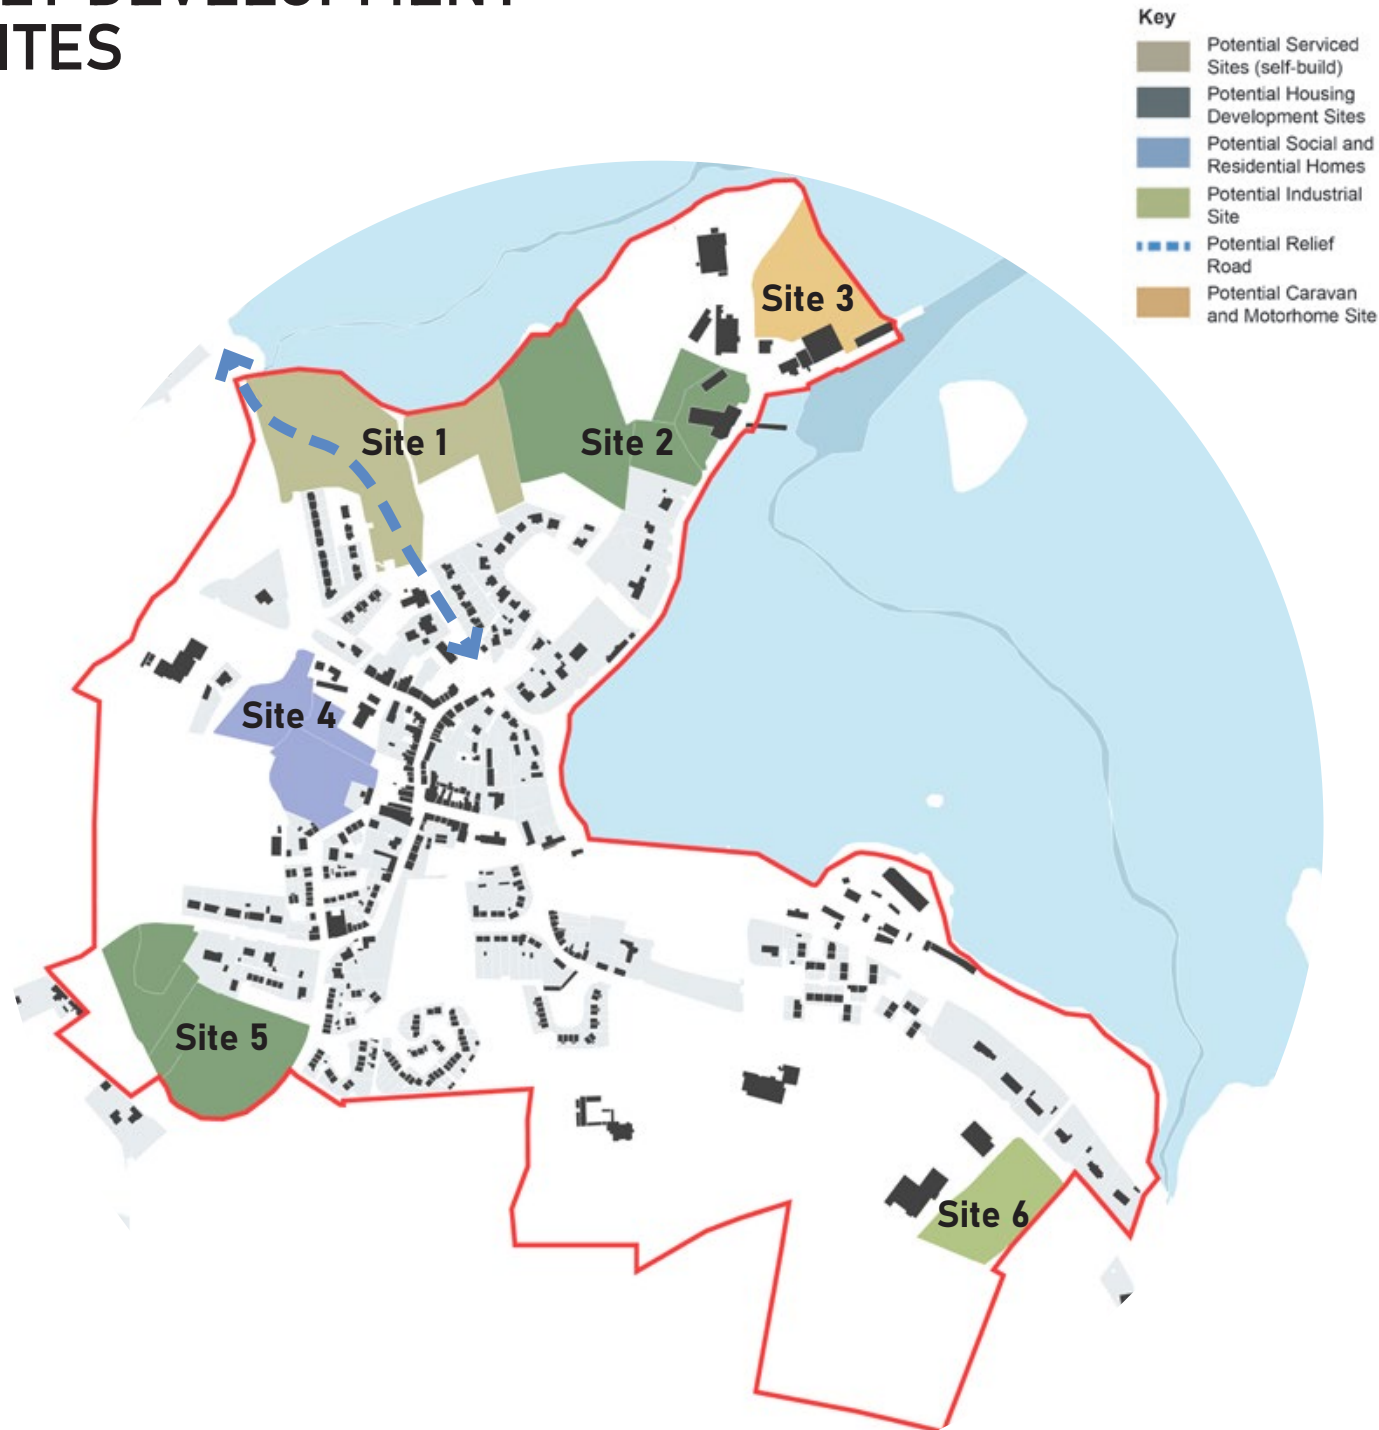 DEVELOPMENT
ITES
Key
Potential Serviced
Sites (self-build)
Potential Housing
Development Sites
Potential Social and
Residential Homes
Potential Industrial
Site
Potential Relief
Road
Potential Caravan
and Motorhome Site
Site 3
Site 1
Site 2
Site 4
Site 5
Site 6